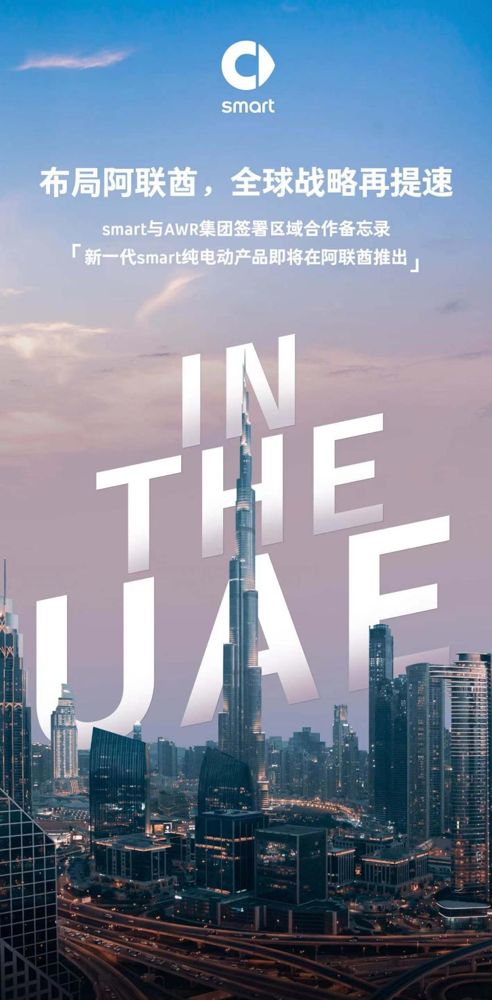 smart
布局阿联酋，全球战略再提速
smart与AWR集团签署区域合作备忘录
「新一代smart纯电动产品即将在阿联酋推出」
IN
THE
UAE